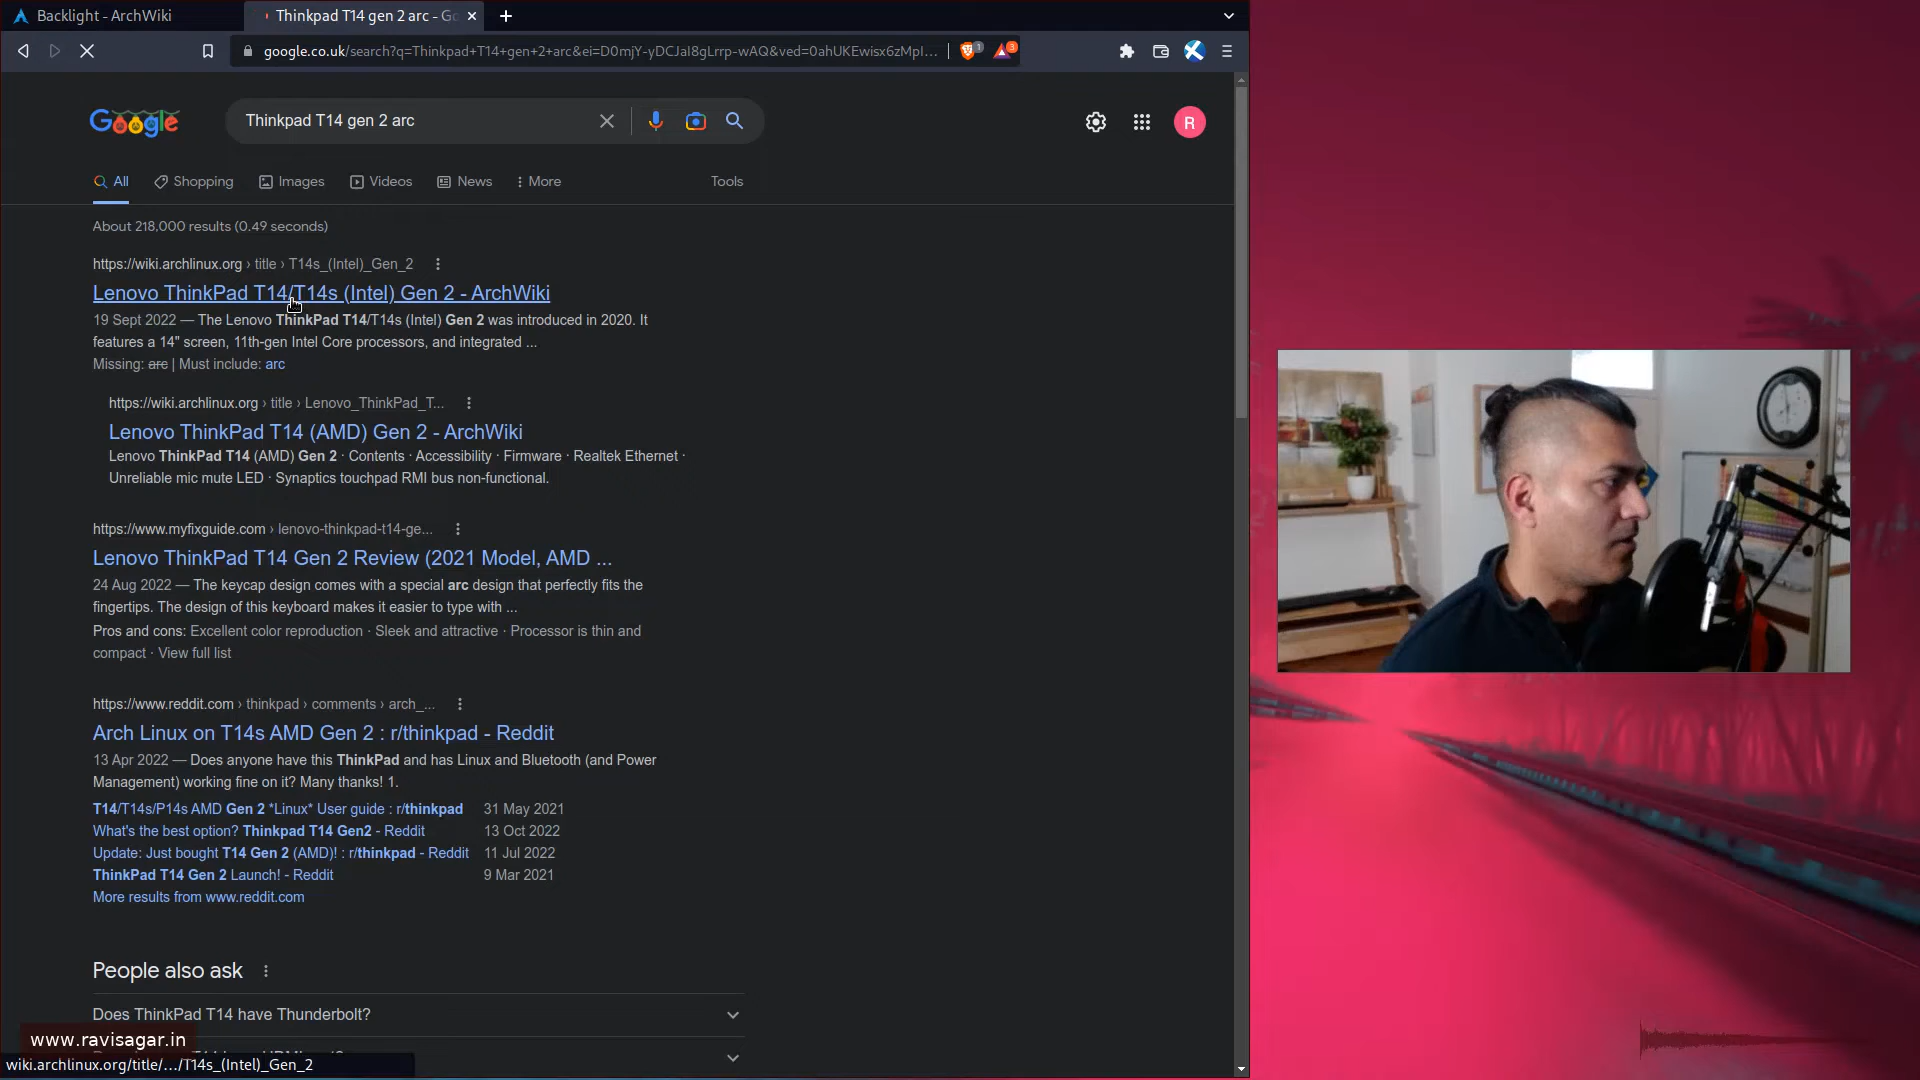 Backlight - ArchWiki
Thinkpad T14 gen 2 arc - Go
google.co.uk/search?q=Thinkpad+T14+gen+2+arc&ei=D0mjY-yDCJaI8gLrrp-wAQ&ved=0ahUKEwisx6zMpI...
1
3
Google
Thinkpad T14 gen 2 arc
R
All
Shopping
Images
Videos
News
More
Tools
About 218,000 results (0.49 seconds)
https://wiki.archlinux.org › title › T14s_(Intel)_Gen_2
Lenovo ThinkPad T14/T14s (Intel) Gen 2 - ArchWiki
19 Sept 2022 — The Lenovo ThinkPad T14/T14s (Intel) Gen 2 was introduced in 2020. It
features a 14" screen, 11th-gen Intel Core processors, and integrated ...
Missing: arc | Must include: arc
https://wiki.archlinux.org › title › Lenovo_ThinkPad_T...
Lenovo ThinkPad T14 (AMD) Gen 2 - ArchWiki
Lenovo ThinkPad T14 (AMD) Gen 2 · Contents · Accessibility · Firmware · Realtek Ethernet ·
Unreliable mic mute LED · Synaptics touchpad RMI bus non-functional.
https://www.myfixguide.com › lenovo-thinkpad-t14-ge...
Lenovo ThinkPad T14 Gen 2 Review (2021 Model, AMD ...
24 Aug 2022 — The keycap design comes with a special arc design that perfectly fits the
fingertips. The design of this keyboard makes it easier to type with ...
Pros and cons: Excellent color reproduction · Sleek and attractive · Processor is thin and
compact · View full list
https://www.reddit.com › thinkpad › comments › arch_...
Arch Linux on T14s AMD Gen 2 : r/thinkpad - Reddit
13 Apr 2022 — Does anyone have this ThinkPad and has Linux and Bluetooth (and Power
Management) working fine on it? Many thanks! 1.
T14/T14s/P14s AMD Gen 2 *Linux* User guide : r/thinkpad 31 May 2021
What's the best option? Thinkpad T14 Gen2 - Reddit 13 Oct 2022
Update: Just bought T14 Gen 2 (AMD)! : r/thinkpad - Reddit 11 Jul 2022
ThinkPad T14 Gen 2 Launch! - Reddit 9 Mar 2021
More results from www.reddit.com
People also ask
Does ThinkPad T14 have Thunderbolt?
www.ravisagar.in
wiki.archlinux.org/title/.../T14s_(Intel)_Gen_2